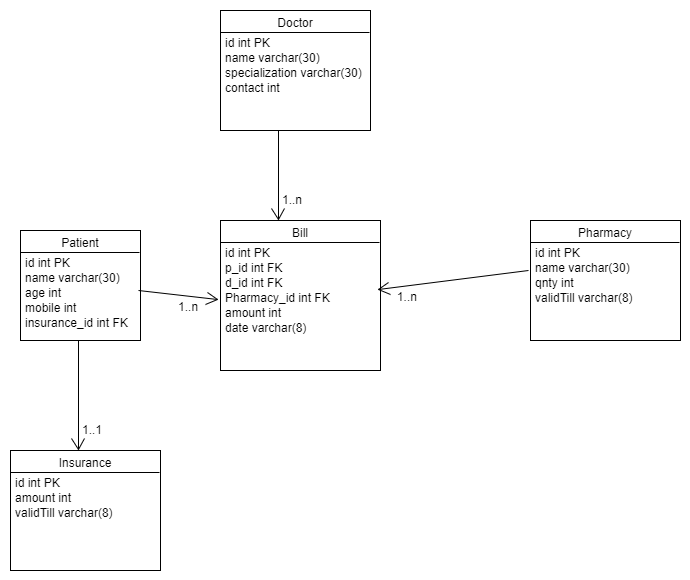 Doctor
id int PK
name varchar(30)
specialization varchar(30)
contact int
1..n
Patient
id int PK
name varchar(30)
age int
mobile int
insurance_id int FK
1..n
Bill
id int PK
p_id int FK
d_id int FK
Pharmacy_id int FK
amount int
date varchar(8)
1..n
Pharmacy
id int PK
name varchar(30)
qnty int
validTill varchar(8)
1..1
Insurance
id int PK
amount int
validTill varchar(8)